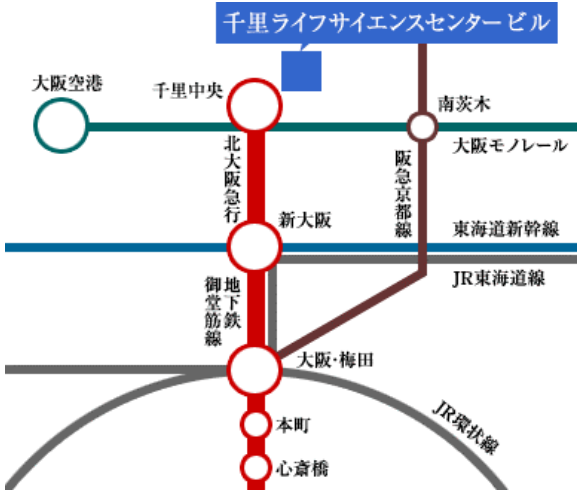 千里ライフサイエンスセンタービル
大阪空港
千里中央
南茨木
大阪モノレール
北大阪急行
阪急京都線
新大阪
東海道新幹線
JR東海道線
地下鉄
御堂筋線
大阪・梅田
JR環状線
本町
心斎橋